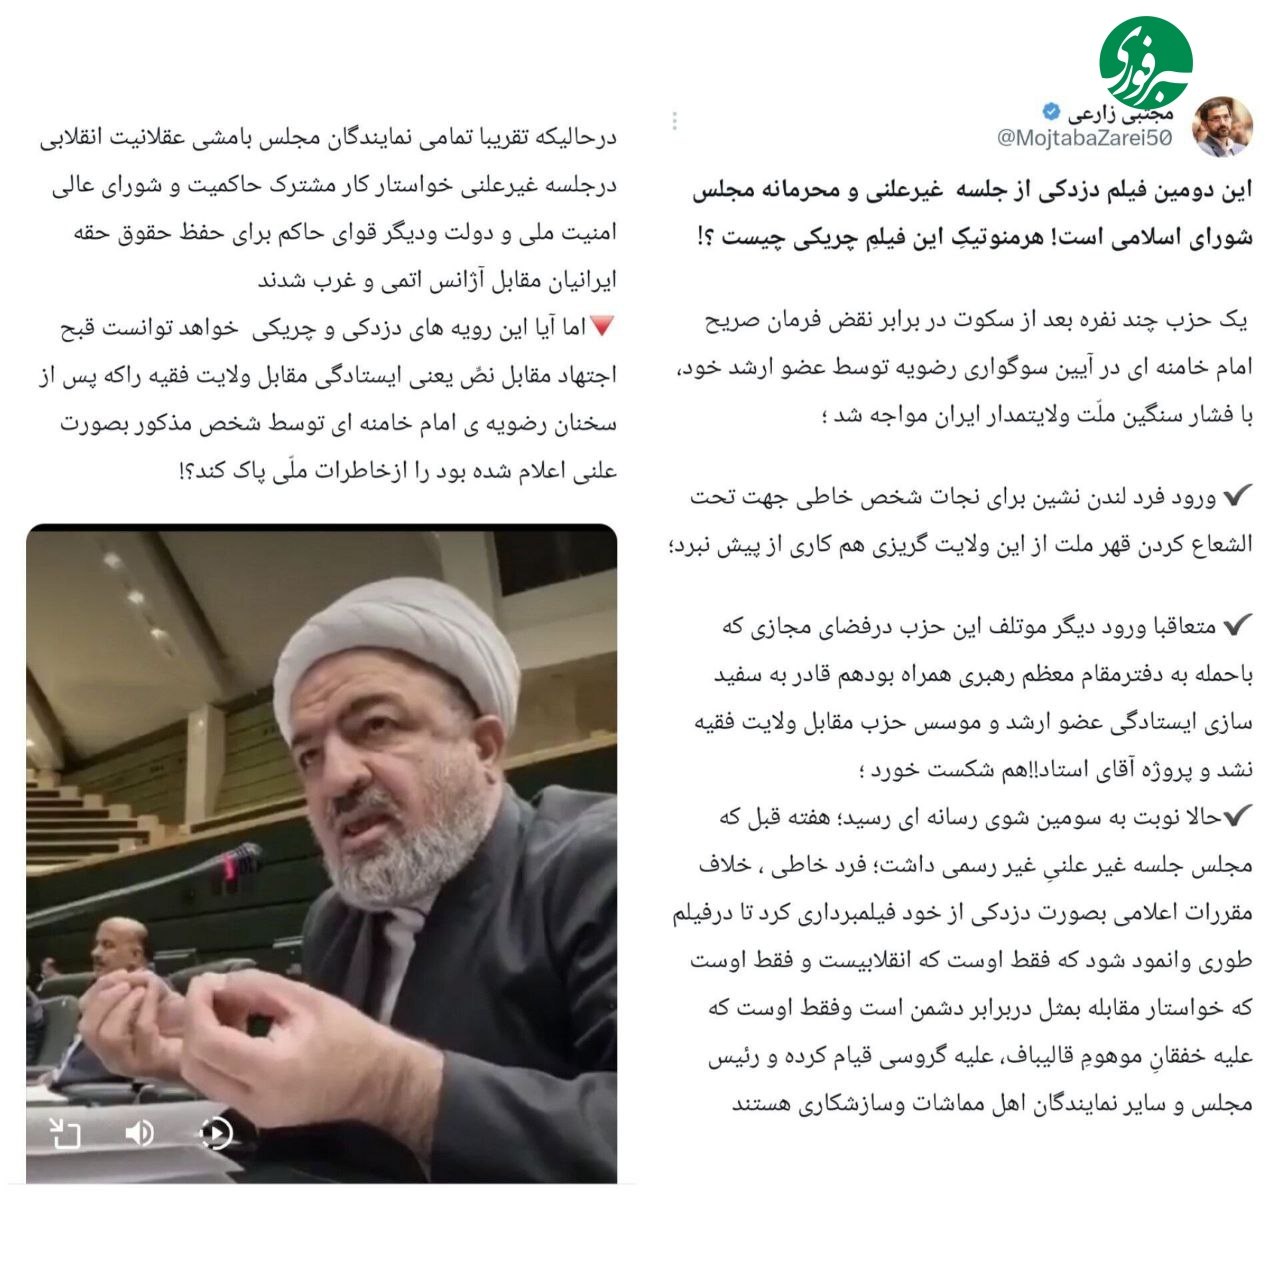 خبرفوری
مجتبی زارعی
@MojtabaZarei50
این دومین فیلم دزدکی از جلسه غیرعلنی و محرمانه مجلس
شورای اسلامی است! هرمنوتیکِ این فیلمِ چریکی چیست ؟!
یک حزب چند نفره بعد از سکوت در برابر نقض فرمان صریح
امام خامنه ای در آیین سوگواری رضویه توسط عضو ارشد خود،
با فشار سنگین ملّت ولایتمدار ایران مواجه شد ؛
✔ ورود فرد لندن نشین برای نجات شخص خاطی جهت تحت
الشعاع کردن قهر ملت از این ولایت گریزی هم کاری از پیش نبرد؛
✔ متعاقبا ورود دیگر موتلف این حزب درفضای مجازی که
باحمله به دفترمقام معظم رهبری همراه بودهم قادر به سفید
سازی ایستادگی عضو ارشد و موسس حزب مقابل ولایت فقیه
نشد و پروژه آقای استاد!!هم شکست خورد ؛
✔حالا نوبت به سومین شوی رسانه ای رسید؛ هفته قبل که
مجلس جلسه غیر علنیِ غیر رسمی داشت؛ فرد خاطی ، خلاف
مقررات اعلامی بصورت دزدکی از خود فیلمبرداری کرد تا درفیلم
طوری وانمود شود که فقط اوست که انقلابیست و فقط اوست
که خواستار مقابله بمثل دربرابر دشمن است وفقط اوست که
علیه خفقانِ موهومِ قالیباف، علیه گروسی قیام کرده و رئیس
مجلس و سایر نمایندگان اهل مماشات وسازشکاری هستند
درحالیکه تقریبا تمامی نمایندگان مجلس بامشی عقلانیت انقلابی
درجلسه غیرعلنی خواستار کار مشترک حاکمیت و شورای عالی
امنیت ملی و دولت ودیگر قوای حاکم برای حفظ حقوق حقه
ایرانیان مقابل آژانس اتمی و غرب شدند
🔻اما آیا این رویه های دزدکی و چریکی خواهد توانست قبح
اجتهاد مقابل نصّ یعنی ایستادگی مقابل ولایت فقیه راکه پس از
سخنان رضویه ی امام خامنه ای توسط شخص مذکور بصورت
علنی اعلام شده بود را ازخاطرات ملّی پاک کند؟!